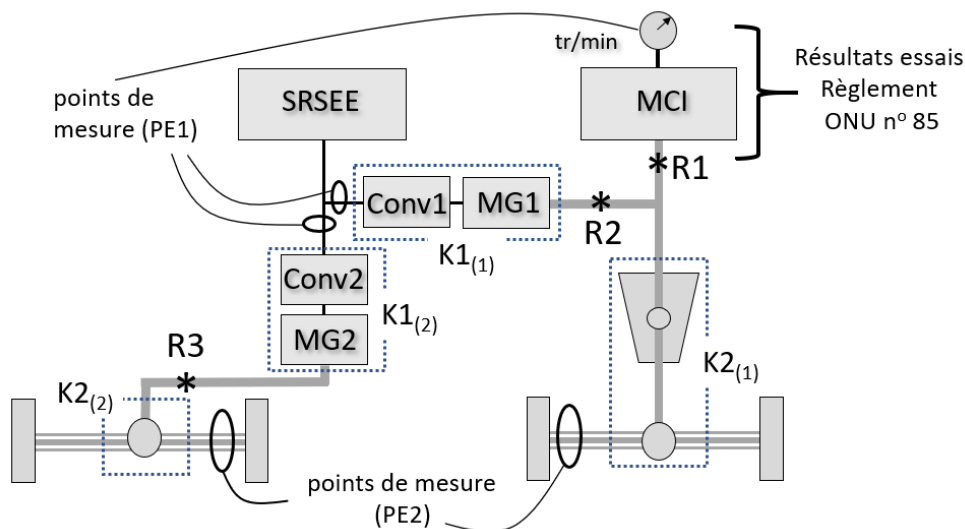 tr/min
Résultats essais
Règlement
ONU nº 85
points de
mesure (PE1)
SRSEE
MCI
R1
Conv1
MG1
R2
K1(1)
Conv2
MG2
K1(2)
R3
K2(2)
K2(1)
points de mesure
(PE2)